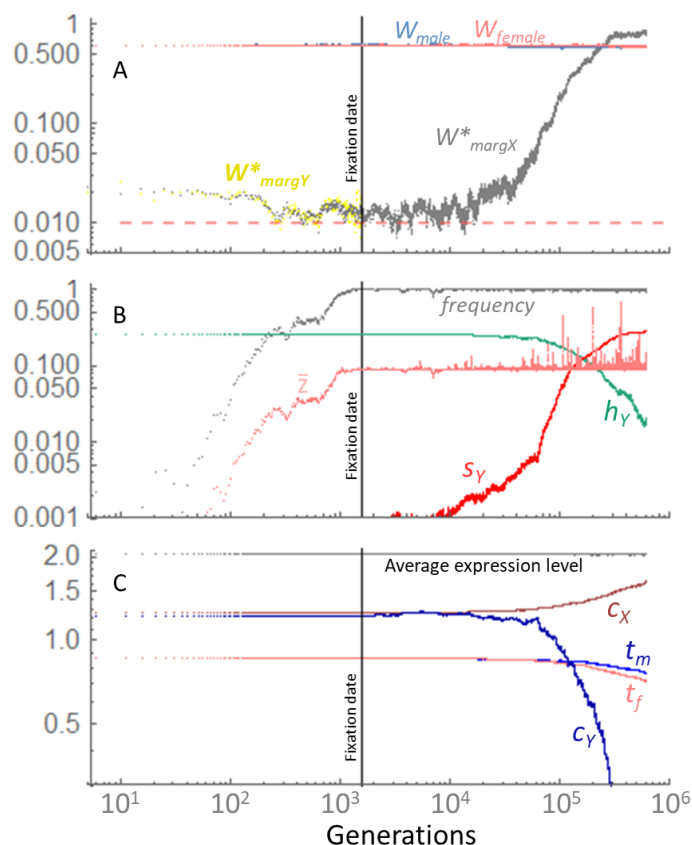 1
0.500
0.100
0.050
0.010
0.005
A
W_male
W_female
W*_margX
W*_margY
Fixation date
1
0.500
0.100
0.050
0.010
0.005
0.001
B
frequency
z̄
h_Y
s_Y
Fixation date
2.0
1.5
1.0
0.5
C
Average expression level
c_X
t_m
t_f
c_Y
Fixation date
10^1 10^2 10^3 10^4 10^5 10^6
Generations